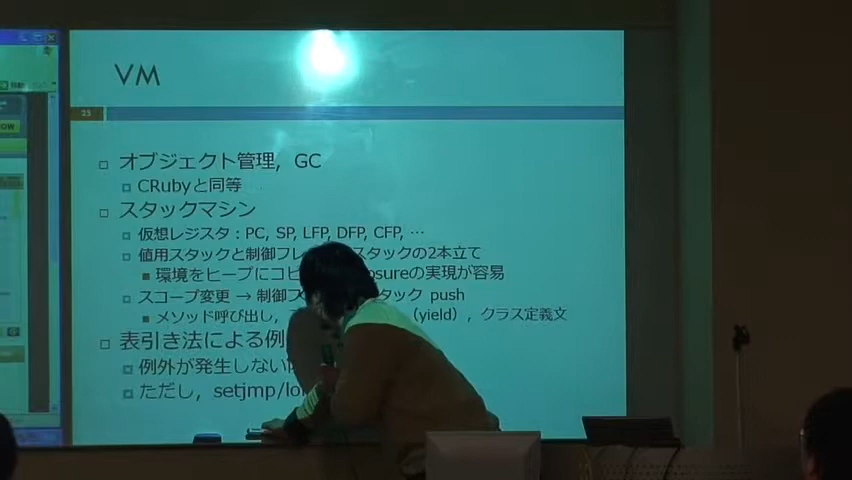 VM
23
オブジェクト管理，GC
CRubyと同等
スタックマシン
仮想レジスタ：PC, SP, LFP, DFP, CFP, …
値用スタックと制御フレ スタックの2本立て
環境をヒープにコピ osureの実現が容易
スコープ変更 → 制御フ タック push
メソッド呼び出し， （yield），クラス定義文
表引き法による例
例外が発生しない
ただし，setjmp/lo